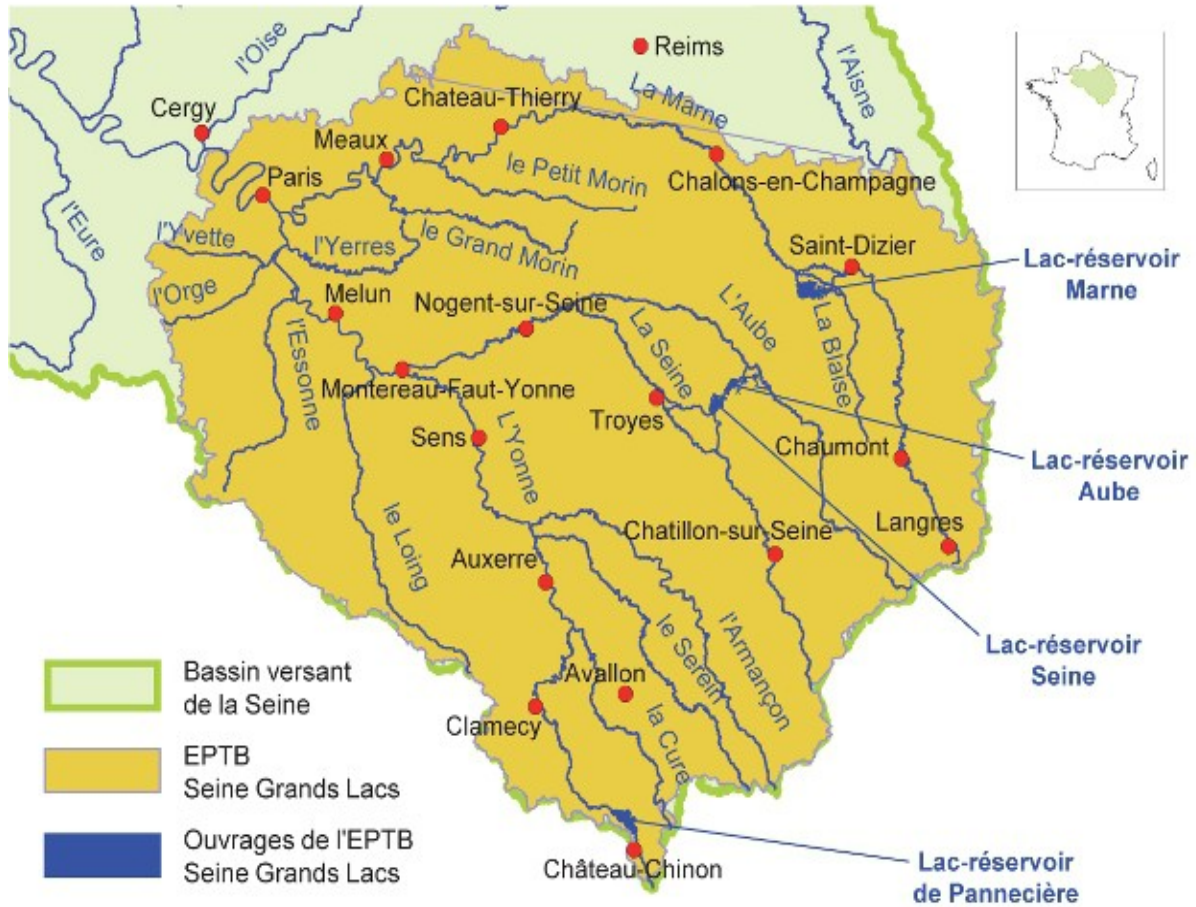 Reims
l'Oise
l'Aisne
Cergy
Chateau-Thierry
La Marne
Meaux
le Petit Morin
Chalons-en-Champagne
Paris
l'Eure
l'Yvette
l'Yerres
le Grand Morin
Saint-Dizier
Lac-réservoir
Marne
l'Orge
Melun
Nogent-sur-Seine
L'Aube
La Seine
La Blaise
l'Essonne
Montereau-Faut-Yonne
Troyes
Sens
L'Yonne
Chaumont
Lac-réservoir
Aube
le Loing
Chatillon-sur-Seine
Langres
Auxerre
le Serein
l'Armançon
Lac-réservoir
Seine
Avallon
Clamecy
la Cure
Château-Chinon
Lac-réservoir
de Pannecière
Bassin versant
de la Seine
EPTB
Seine Grands Lacs
Ouvrages de l'EPTB
Seine Grands Lacs